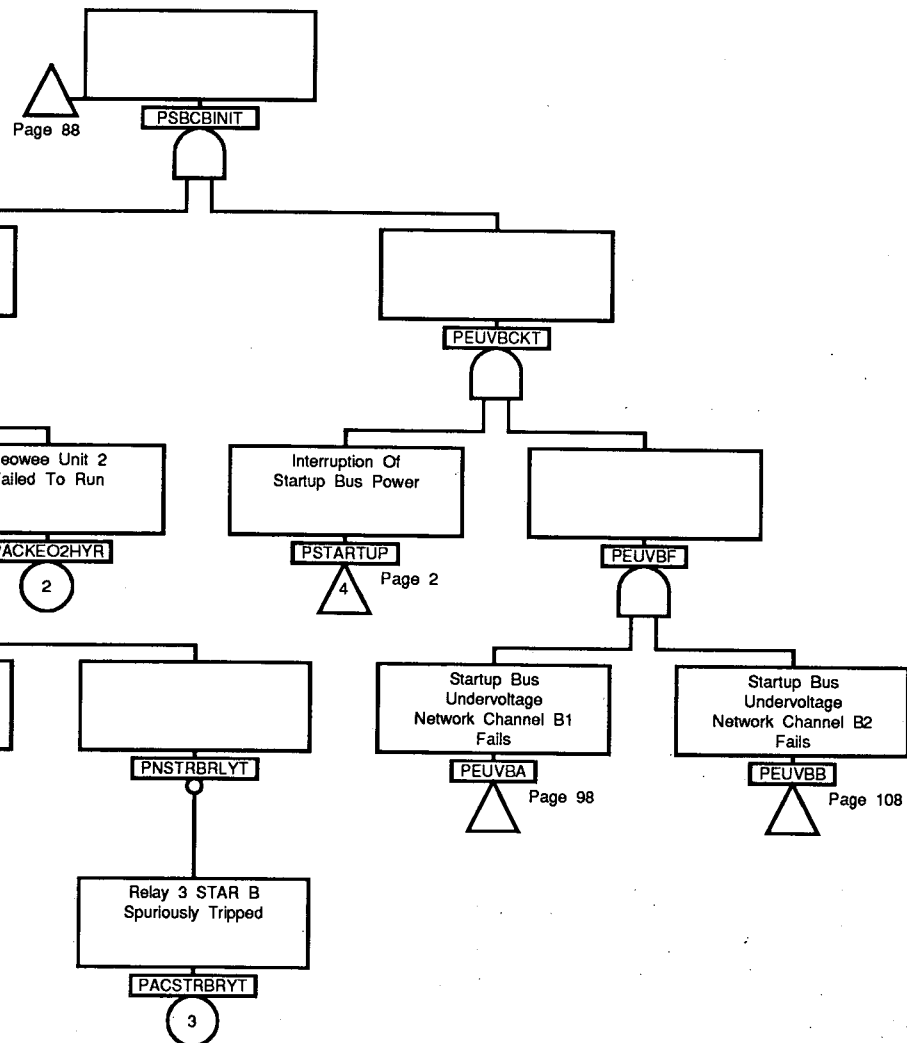 Page 88
PSBCBINIT
PEUVBCKT
eowee Unit 2
ailed To Run
Interruption Of
Startup Bus Power
PACKEO2HYR
PSTARTUP
PEUVBF
2
4
Page 2
Startup Bus
Undervoltage
Network Channel B1
Fails
Startup Bus
Undervoltage
Network Channel B2
Fails
PNSTRBRLYT
PEUVBA
PEUVBB
Page 98
Page 108
Relay 3 STAR B
Spuriously Tripped
PACSTRBRYT
3